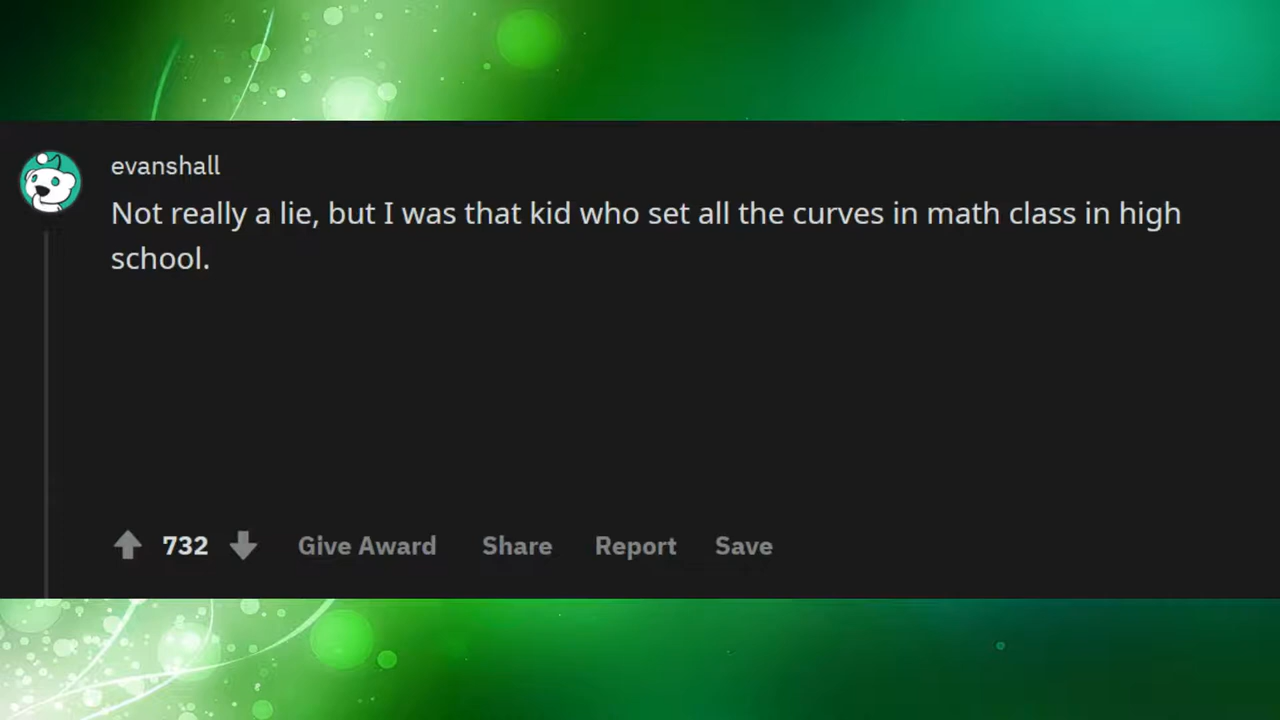 evanshall
Not really a lie, but I was that kid who set all the curves in math class in high
school.
732 Give Award Share Report Save